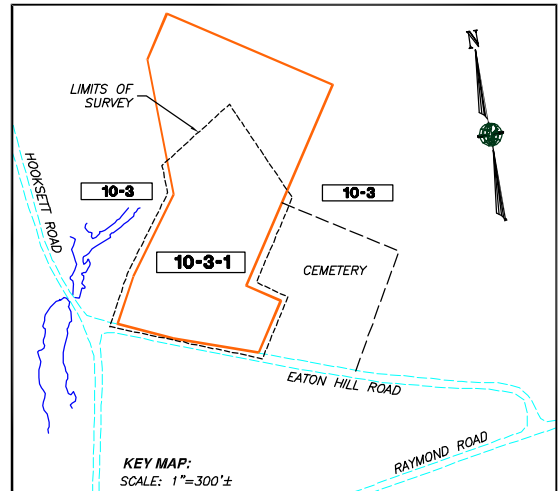 N
LIMITS OF
SURVEY
HOOKSETT ROAD
10-3
10-3
10-3-1
CEMETERY
EATON HILL ROAD
RAYMOND ROAD
KEY MAP:
SCALE: 1"=300'±